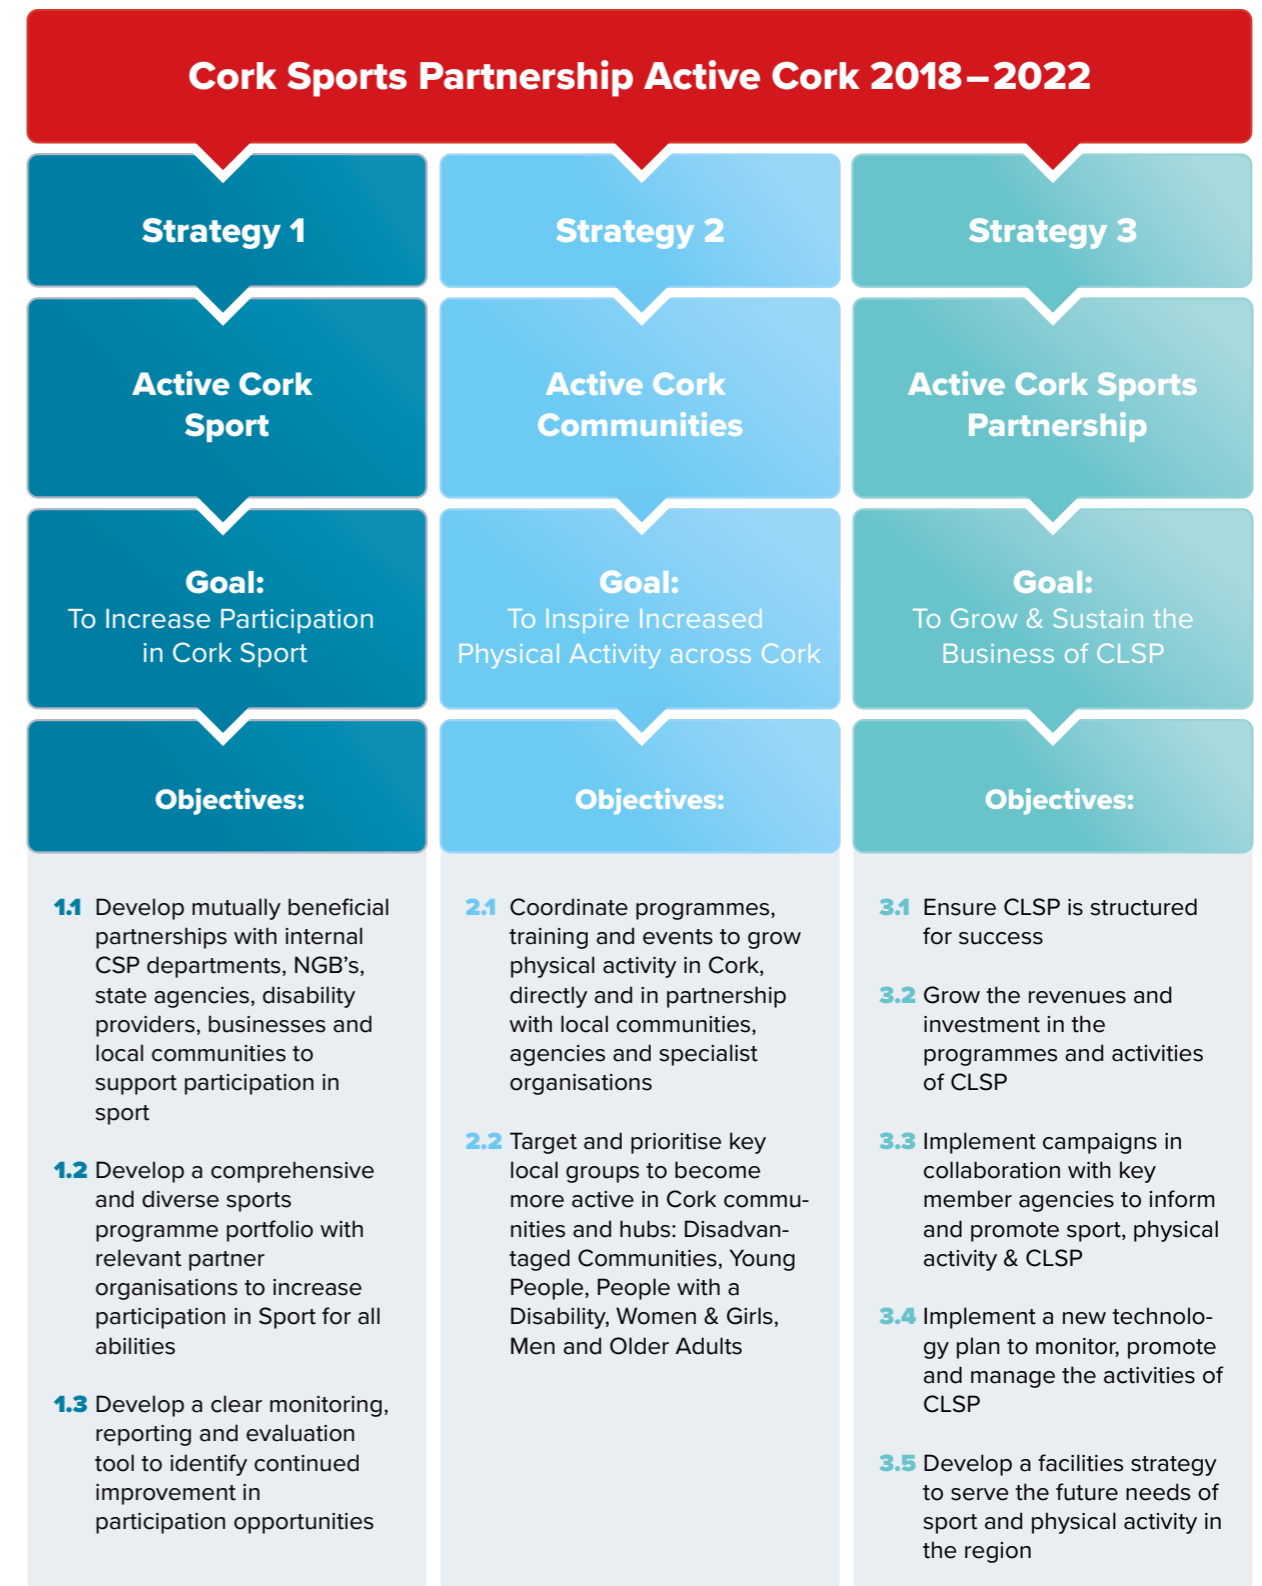 Cork Sports Partnership Active Cork 2018–2022
Strategy 1
Active Cork
Sport
Goal:
To Increase Participation
in Cork Sport
Objectives:
1.1 Develop mutually beneficial
partnerships with internal
CSP departments, NGB's,
state agencies, disability
providers, businesses and
local communities to
support participation in
sport
1.2 Develop a comprehensive
and diverse sports
programme portfolio with
relevant partner
organisations to increase
participation in Sport for all
abilities
1.3 Develop a clear monitoring,
reporting and evaluation
tool to identify continued
improvement in
participation opportunities
Strategy 2
Active Cork
Communities
Goal:
To Inspire Increased
Physical Activity across Cork
Objectives:
2.1 Coordinate programmes,
training and events to grow
physical activity in Cork,
directly and in partnership
with local communities,
agencies and specialist
organisations
2.2 Target and prioritise key
local groups to become
more active in Cork commu-
nities and hubs: Disadvan-
taged Communities, Young
People, People with a
Disability, Women & Girls,
Men and Older Adults
Strategy 3
Active Cork Sports
Partnership
Goal:
To Grow & Sustain the
Business of CLSP
Objectives:
3.1 Ensure CLSP is structured
for success
3.2 Grow the revenues and
investment in the
programmes and activities
of CLSP
3.3 Implement campaigns in
collaboration with key
member agencies to inform
and promote sport, physical
activity & CLSP
3.4 Implement a new technolo-
gy plan to monitor, promote
and manage the activities of
CLSP
3.5 Develop a facilities strategy
to serve the future needs of
sport and physical activity in
the region